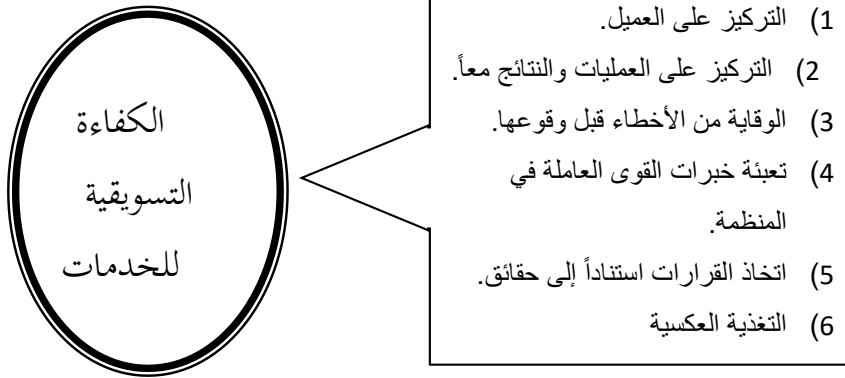 1) التركيز على العميل.
2) التركيز على العمليات والنتائج معاً.
3) الوقاية من الأخطاء قبل وقوعها.
4) تعبئة خبرات القوى العاملة في
المنظمة.
5) اتخاذ القرارات استناداً إلى حقائق.
6) التغذية العكسية
الكفاءة
التسويقية
للخدمات